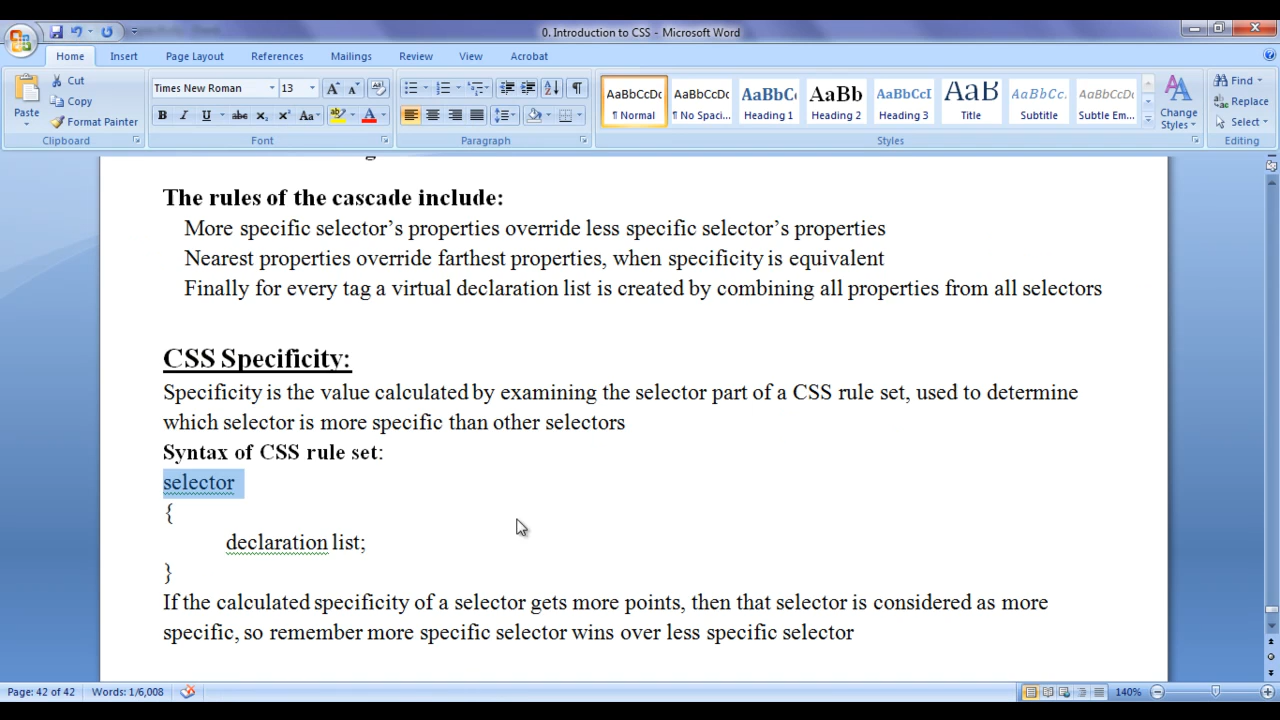 0. Introduction to CSS - Microsoft Word
Home Insert Page Layout References Mailings Review View Acrobat
Paste
Cut
Copy
Format Painter
Clipboard
Times New Roman 13
Font
Paragraph
AaBbCcDc AaBbCcDc AaBbC AaBb AaBbCcI AaB AaBbCc. AaBbCcDc
¶ Normal ¶ No Spaci... Heading 1 Heading 2 Heading 3 Title Subtitle Subtle Em...
Change Styles
Styles
Find
Replace
Select
Editing
The rules of the cascade include:
More specific selector’s properties override less specific selector’s properties
Nearest properties override farthest properties, when specificity is equivalent
Finally for every tag a virtual declaration list is created by combining all properties from all selectors
CSS Specificity:
Specificity is the value calculated by examining the selector part of a CSS rule set, used to determine
which selector is more specific than other selectors
Syntax of CSS rule set:
selector
{
declaration list;
}
If the calculated specificity of a selector gets more points, then that selector is considered as more
specific, so remember more specific selector wins over less specific selector
Page: 42 of 42 Words: 1/6,008 140%